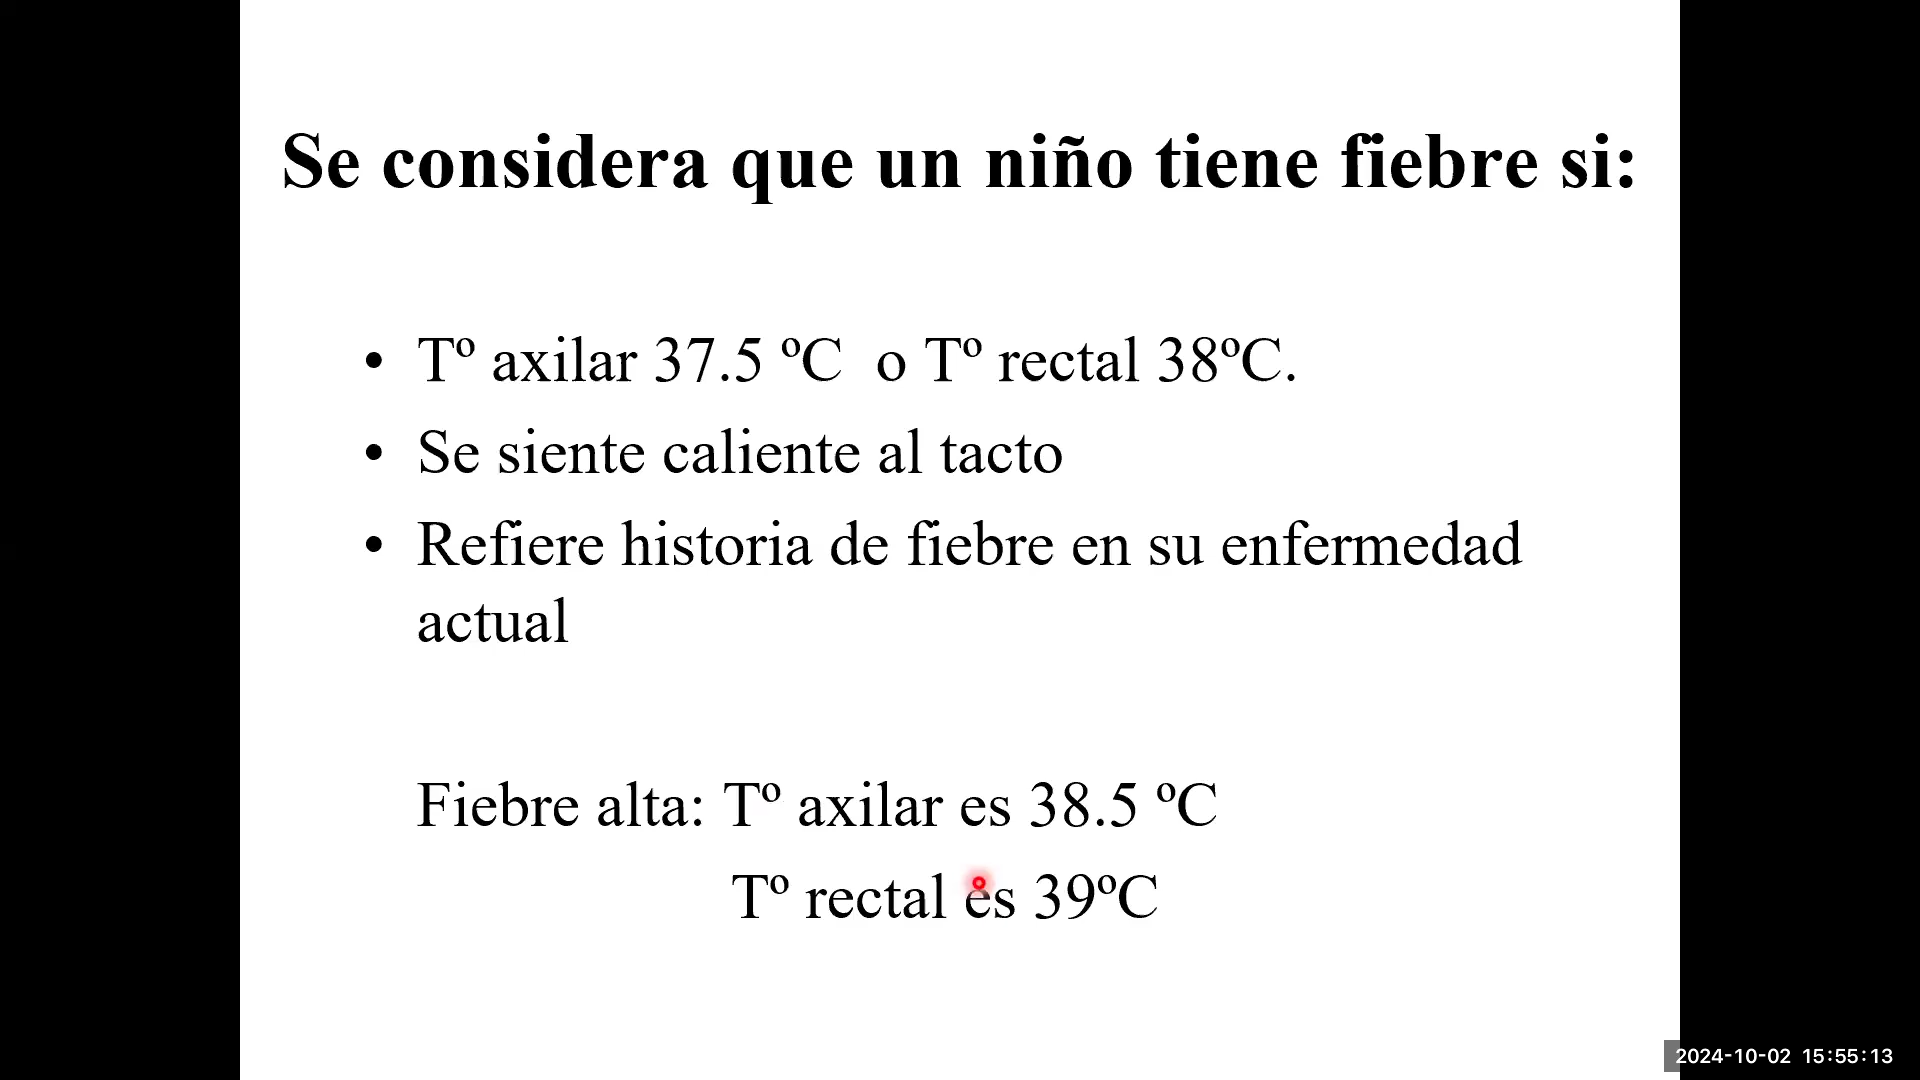 Se considera que un niño tiene fiebre si:
• Tº axilar 37.5 ºC o Tº rectal 38ºC.
• Se siente caliente al tacto
• Refiere historia de fiebre en su enfermedad
actual
Fiebre alta: Tº axilar es 38.5 ºC
Tº rectal es 39ºC
2024-10-02 15:55:13